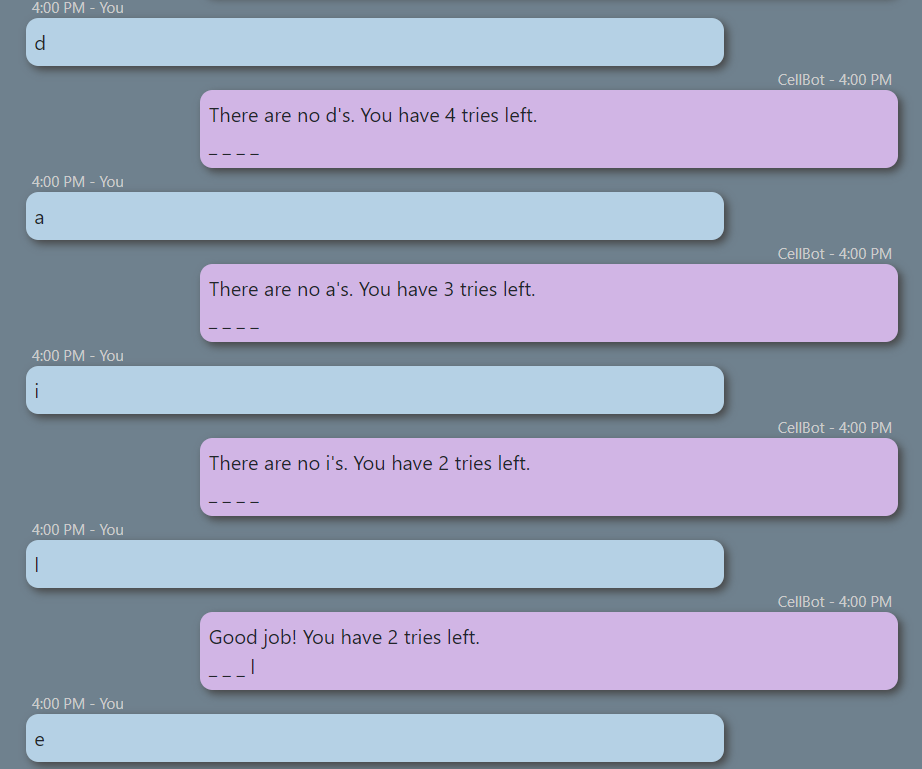 4:00 PM - You
d
CellBot - 4:00 PM
There are no d's. You have 4 tries left.
_ _ _ _
4:00 PM - You
a
CellBot - 4:00 PM
There are no a's. You have 3 tries left.
_ _ _ _
4:00 PM - You
i
CellBot - 4:00 PM
There are no i's. You have 2 tries left.
_ _ _ _
4:00 PM - You
l
CellBot - 4:00 PM
Good job! You have 2 tries left.
_ _ _ l
4:00 PM - You
e